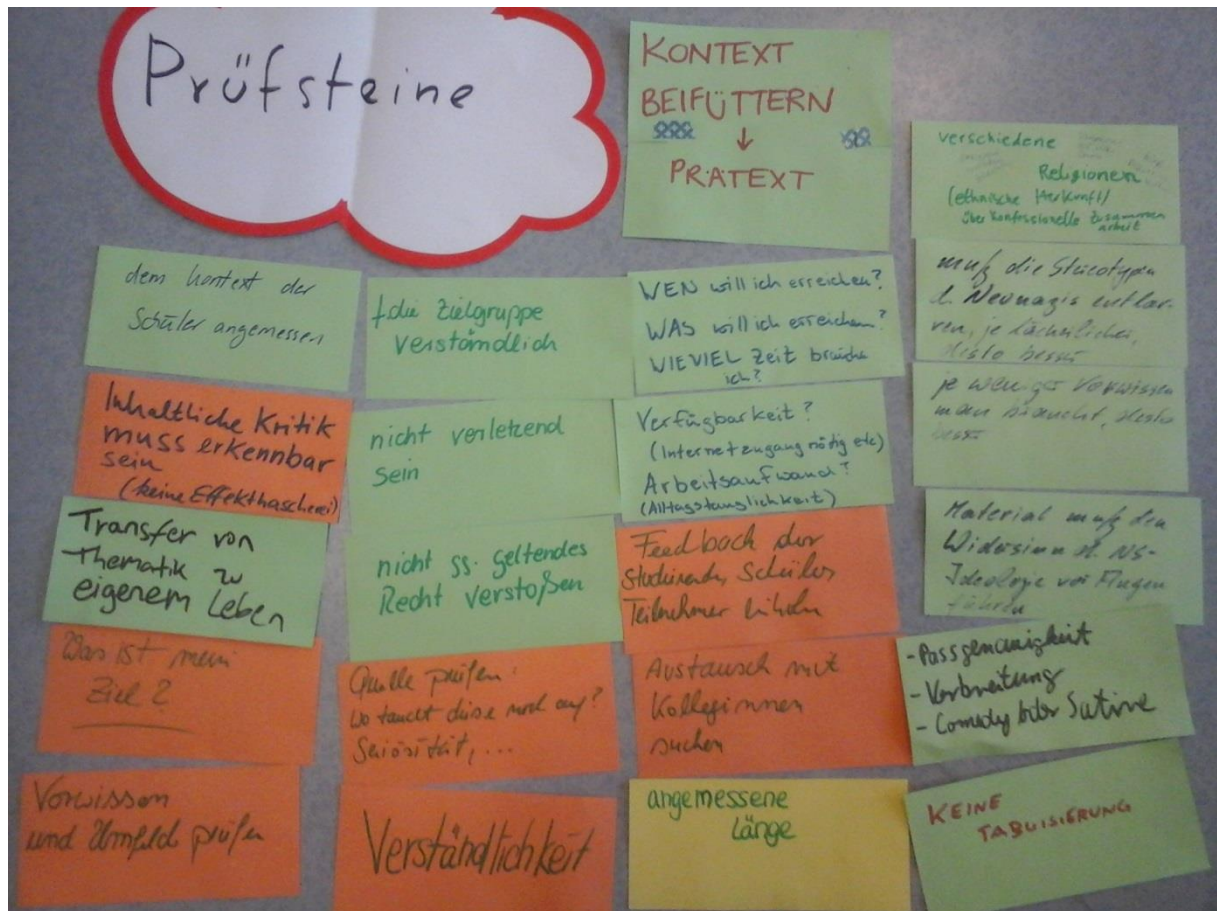 Prüfsteine
KONTEXT
BEIFÜTTERN
↓
PRÄTEXT
verschiedene
Religionen
(ethnische Herkunft/
überkonfessionelle Zusammen
arbeit
dem Kontext der
Schüler angemessen
f. die Zielgruppe
verständlich
WEN will ich erreichen?
WAS will ich erreichen?
WIEVIEL Zeit brauche
ich?
muß die Stereotypen
d. Neonazis entlar-
ven, je lächerlicher,
desto besser
Inhaltliche Kritik
muss erkennbar
sein
(keine Effekthascherei)
nicht verletzend
sein
Verfügbarkeit?
(Internetzugang nötig etc)
Arbeitsaufwand?
(Alltagstauglichkeit)
je weniger Vorwissen
man braucht, desto
besser
Transfer von
Thematik zu
eigenem Leben
nicht gg. geltendes
Recht verstoßen
Feedback der
Studierenden, Schüler,
Teilnehmer
Material muß den
Widersinn d. NS-
Ideologie vor Augen
führen
Was ist mein
Ziel?
Quelle prüfen:
wo taucht diese noch auf?
Seriösität, ...
Austausch mit
KollegInnen
suchen
- Passgenauigkeit
- Verbreitung
- Comedy oder Satire
Vorwissen
und Umfeld prüfen
Verständlichkeit
angemessene
Länge
KEINE
TABUISIERUNG